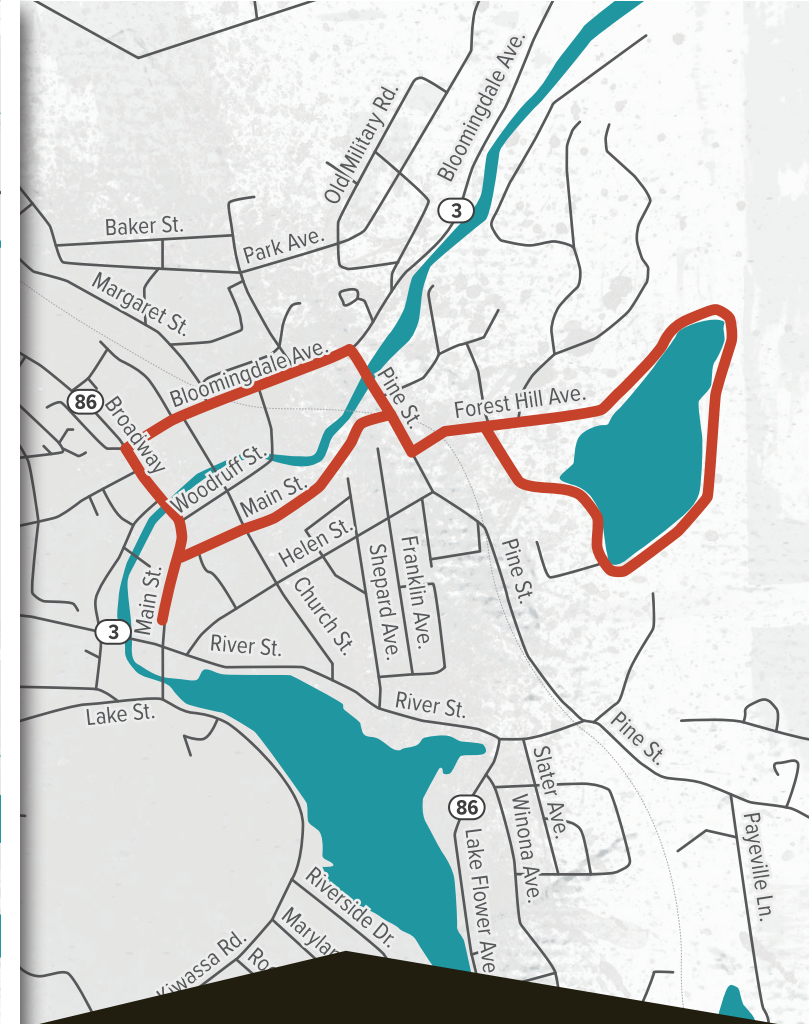 Bloomingdale Ave.
Old Military Rd.
3
Baker St.
Park Ave.
Margaret St.
Bloomingdale Ave.
Pine St.
86
Broadway
Forest Hill Ave.
Woodruff St.
Main St.
Helen St.
Shepard Ave.
Franklin Ave.
Pine St.
Main St.
Church St.
3
River St.
River St.
Lake St.
Pine St.
Slater Ave.
86
Winona Ave.
Lake Flower Ave
Payeville Ln.
Riverside Dr.
Marylan
Kiwassa Rd.
Ro